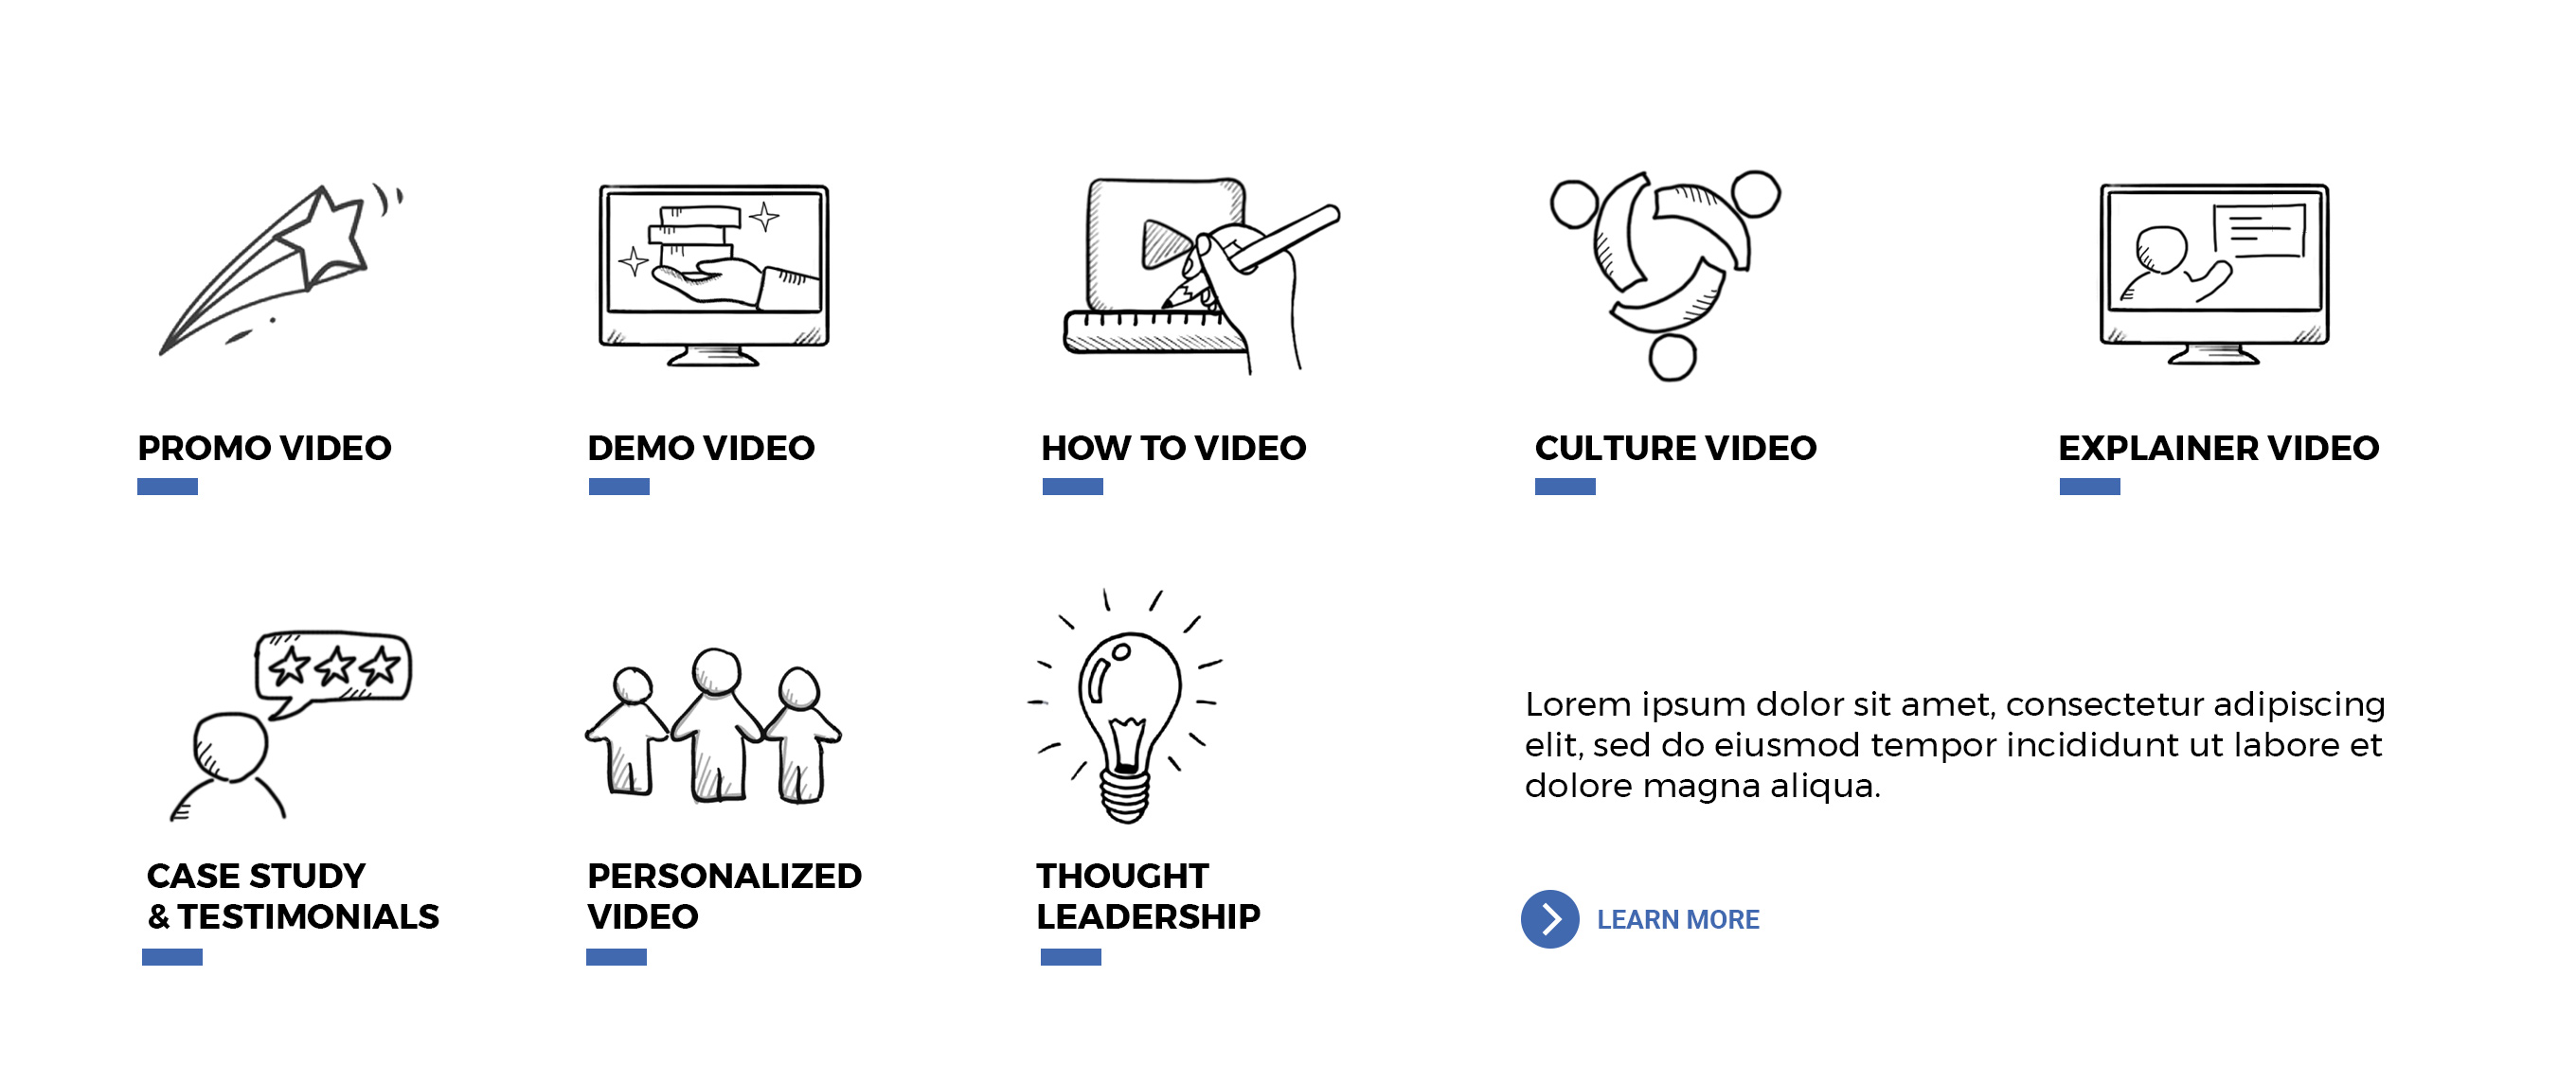 PROMO VIDEO
DEMO VIDEO
HOW TO VIDEO
CULTURE VIDEO
EXPLAINER VIDEO
CASE STUDY
& TESTIMONIALS
PERSONALIZED
VIDEO
THOUGHT
LEADERSHIP
Lorem ipsum dolor sit amet, consectetur adipiscing
elit, sed do eiusmod tempor incididunt ut labore et
dolore magna aliqua.
LEARN MORE